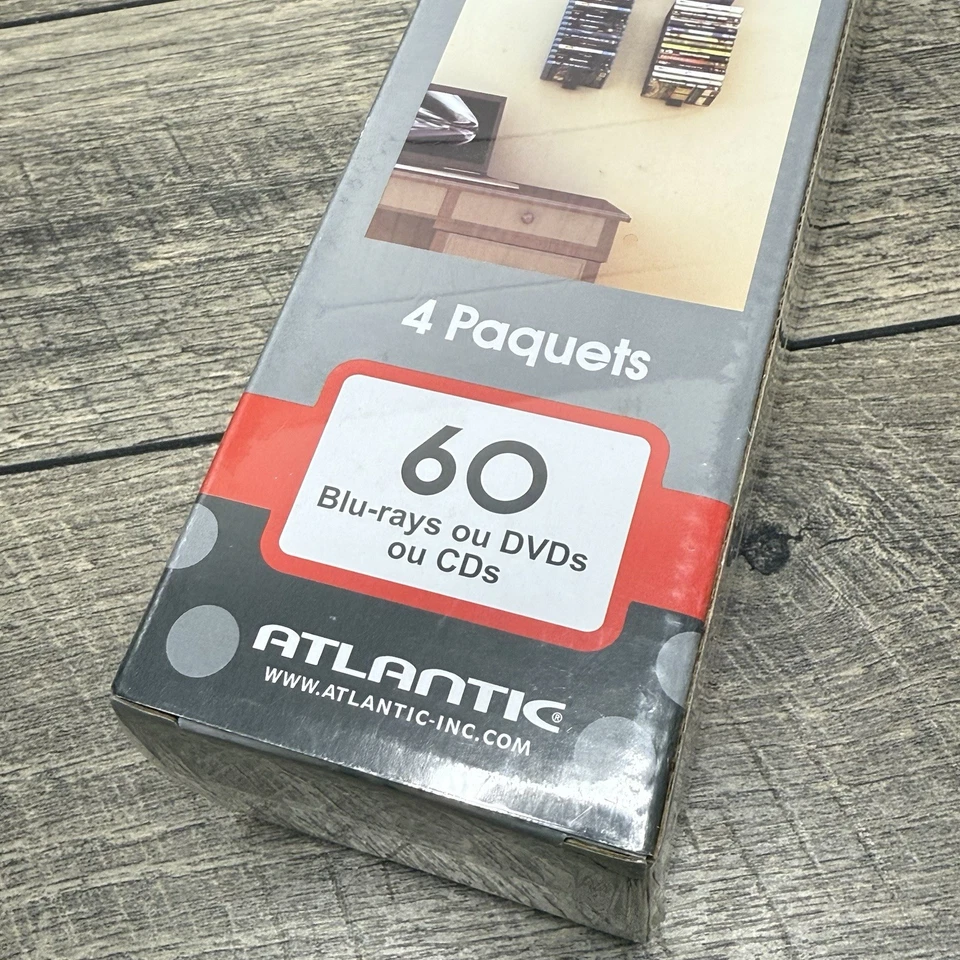 4 Paquets
60
Blu-rays ou DVDs
ou CDs
ATLANTIC®
WWW.ATLANTIC-INC.COM